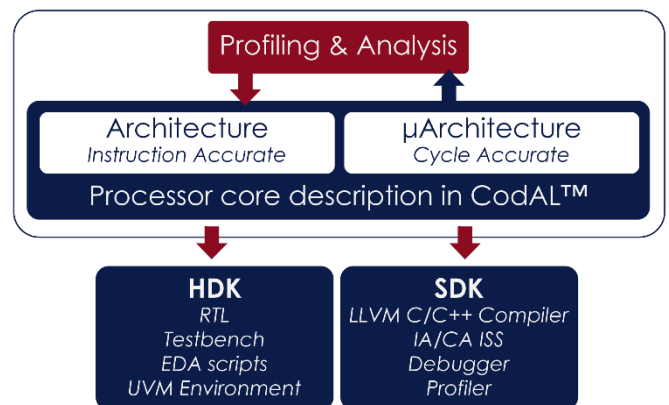 Profiling & Analysis
Architecture
Instruction Accurate
µArchitecture
Cycle Accurate
Processor core description in CodAL™
HDK
RTL
Testbench
EDA scripts
UVM Environment
SDK
LLVM C/C++ Compiler
IA/CA ISS
Debugger
Profiler